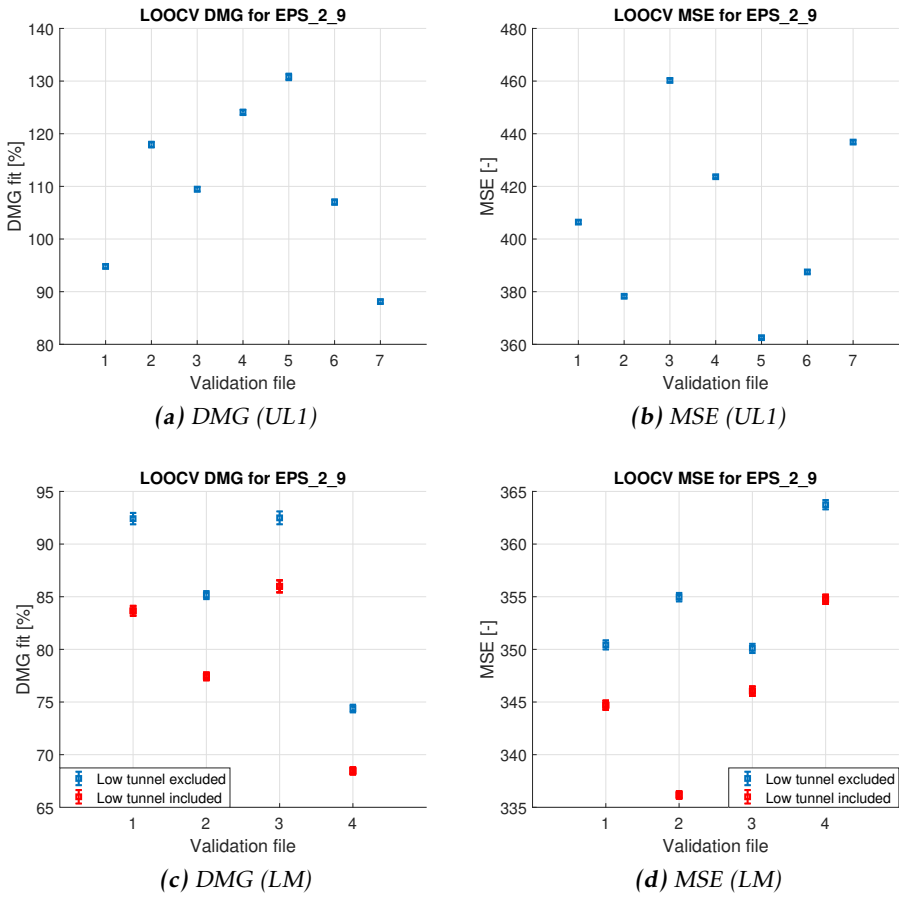 LOOCV DMG for EPS_2_9
140
130
120
110
100
90
80
DMG fit [%]
1 2 3 4 5 6 7
Validation file
(a) DMG (UL1)
LOOCV MSE for EPS_2_9
480
460
440
420
400
380
360
MSE [-]
1 2 3 4 5 6 7
Validation file
(b) MSE (UL1)
LOOCV DMG for EPS_2_9
95
90
85
80
75
70
65
DMG fit [%]
Low tunnel excluded
Low tunnel included
1 2 3 4
Validation file
(c) DMG (LM)
LOOCV MSE for EPS_2_9
365
360
355
350
345
340
335
MSE [-]
Low tunnel excluded
Low tunnel included
1 2 3 4
Validation file
(d) MSE (LM)